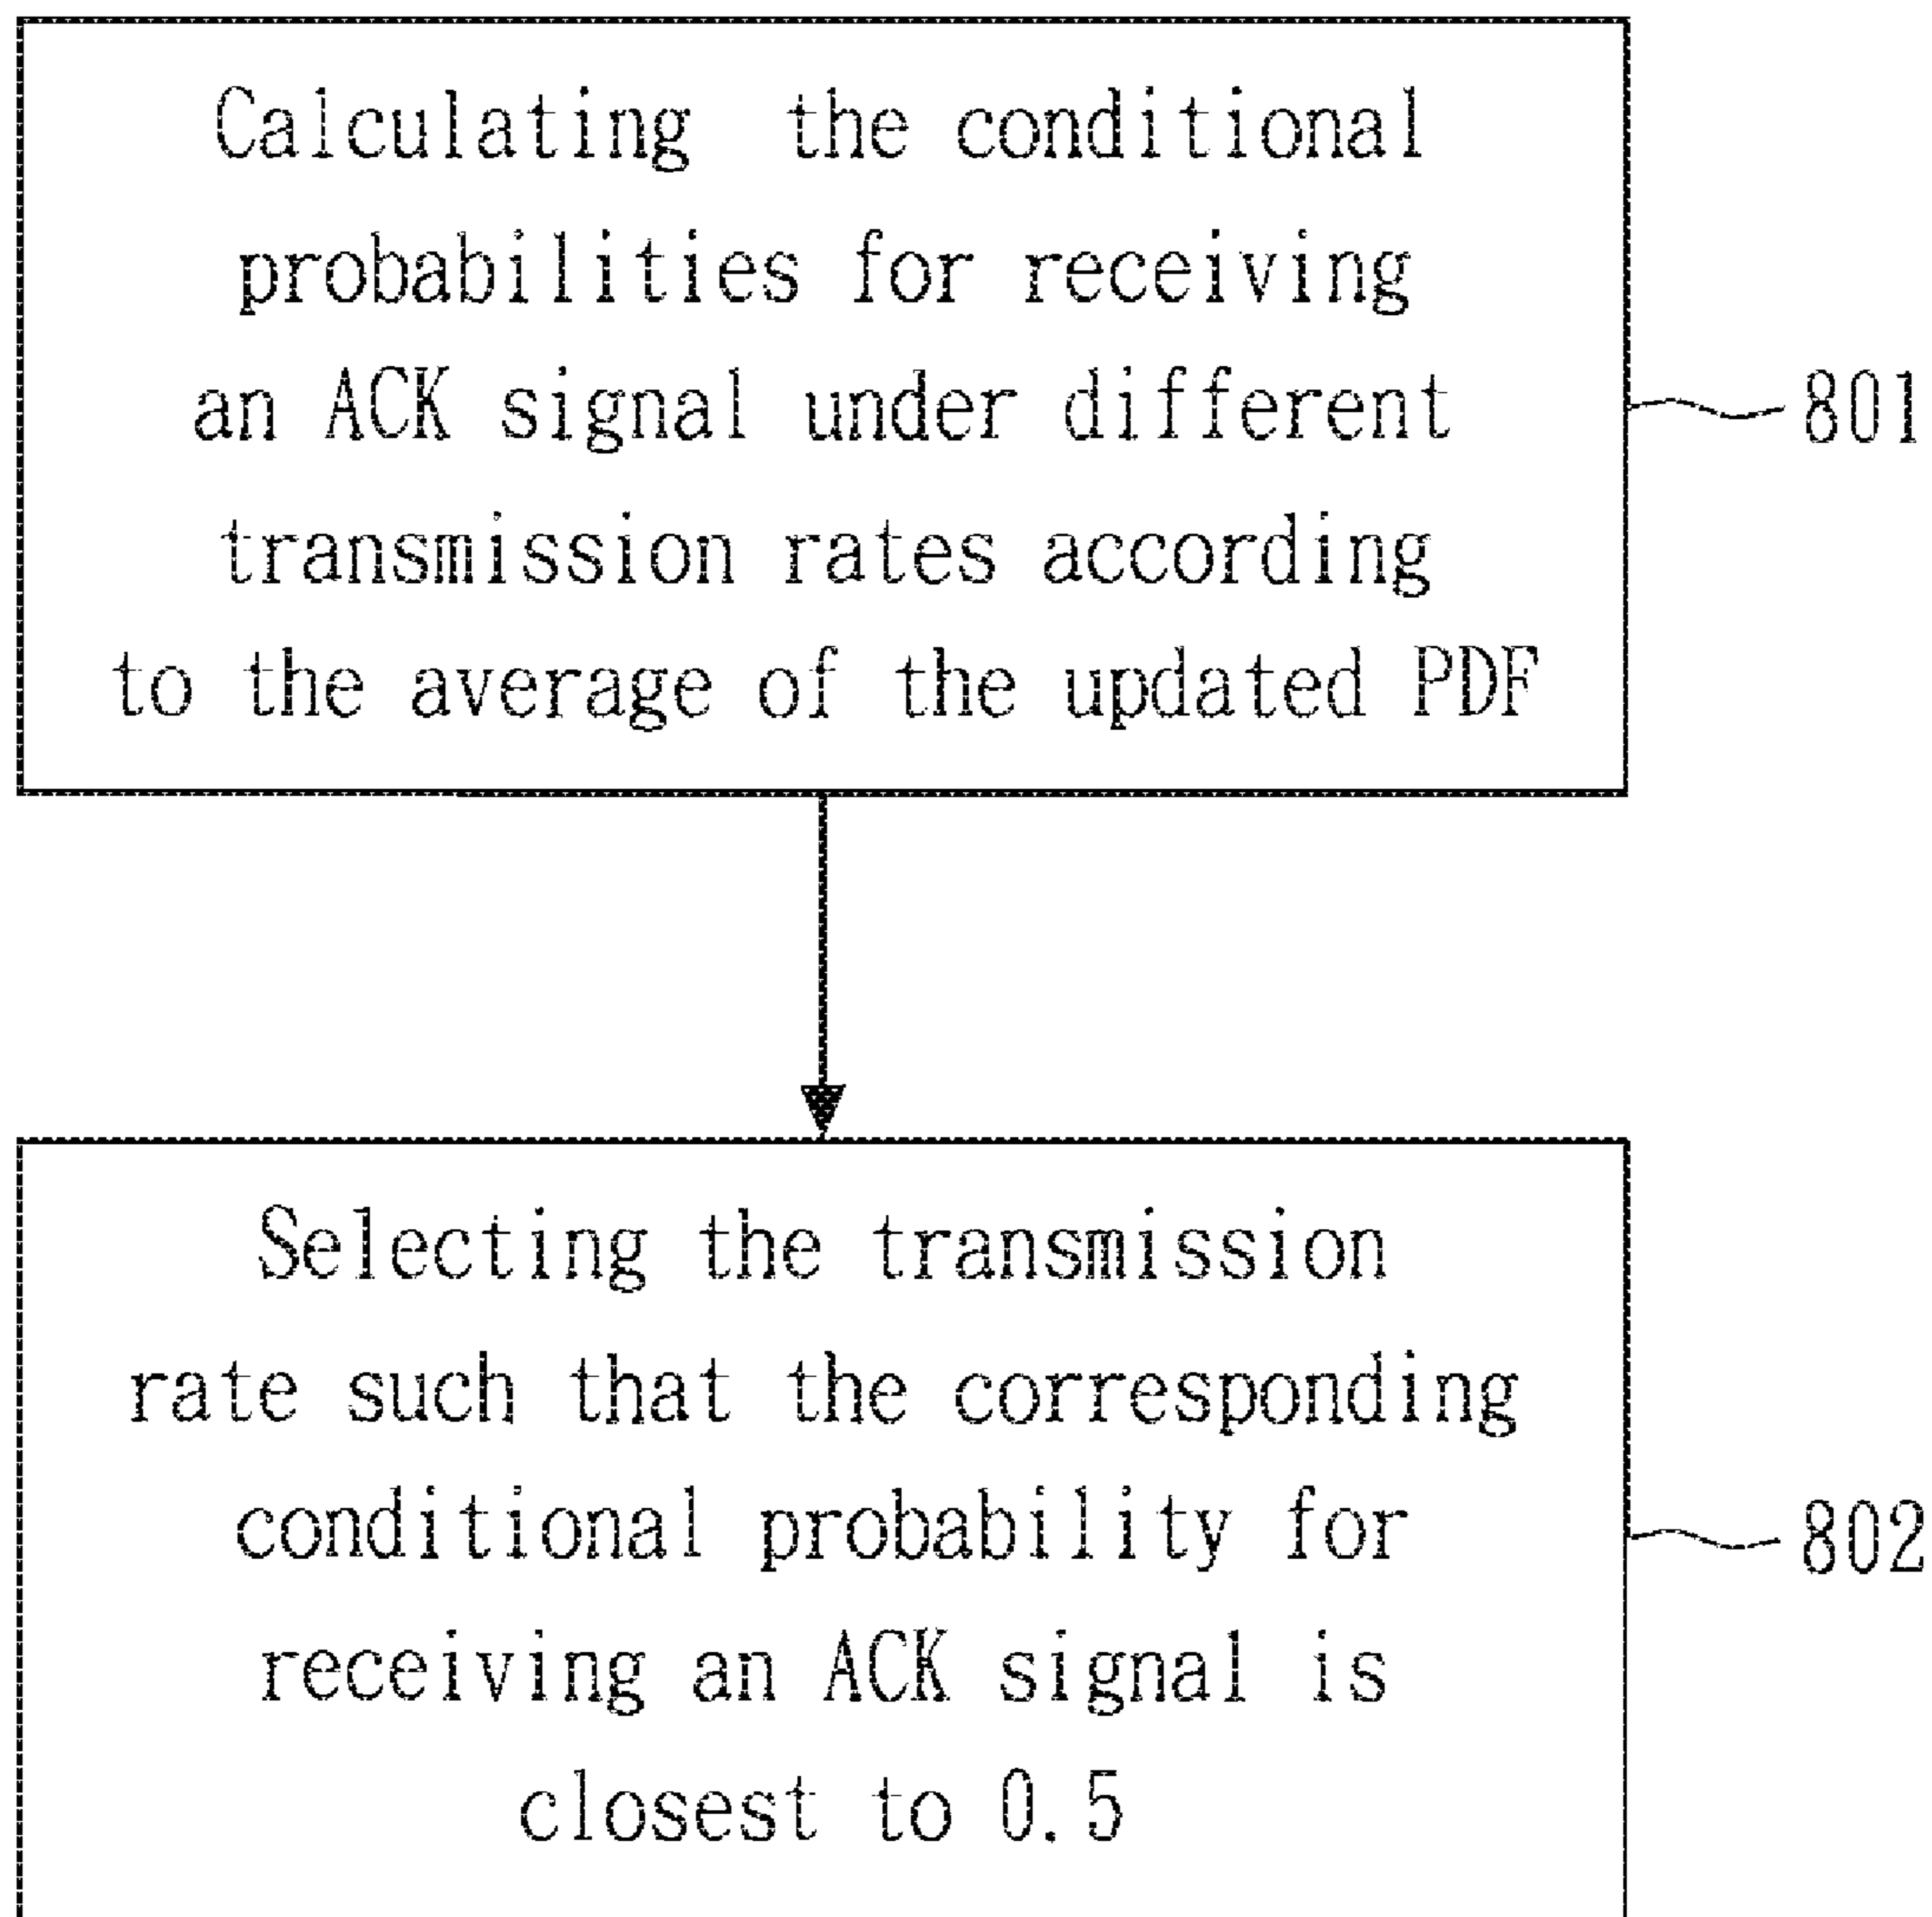 Calculating the conditional
probabilities for receiving
an ACK signal under different
transmission rates according
to the average of the updated PDF
801
Selecting the transmission
rate such that the corresponding
conditional probability for
receiving an ACK signal is
closest to 0.5
802